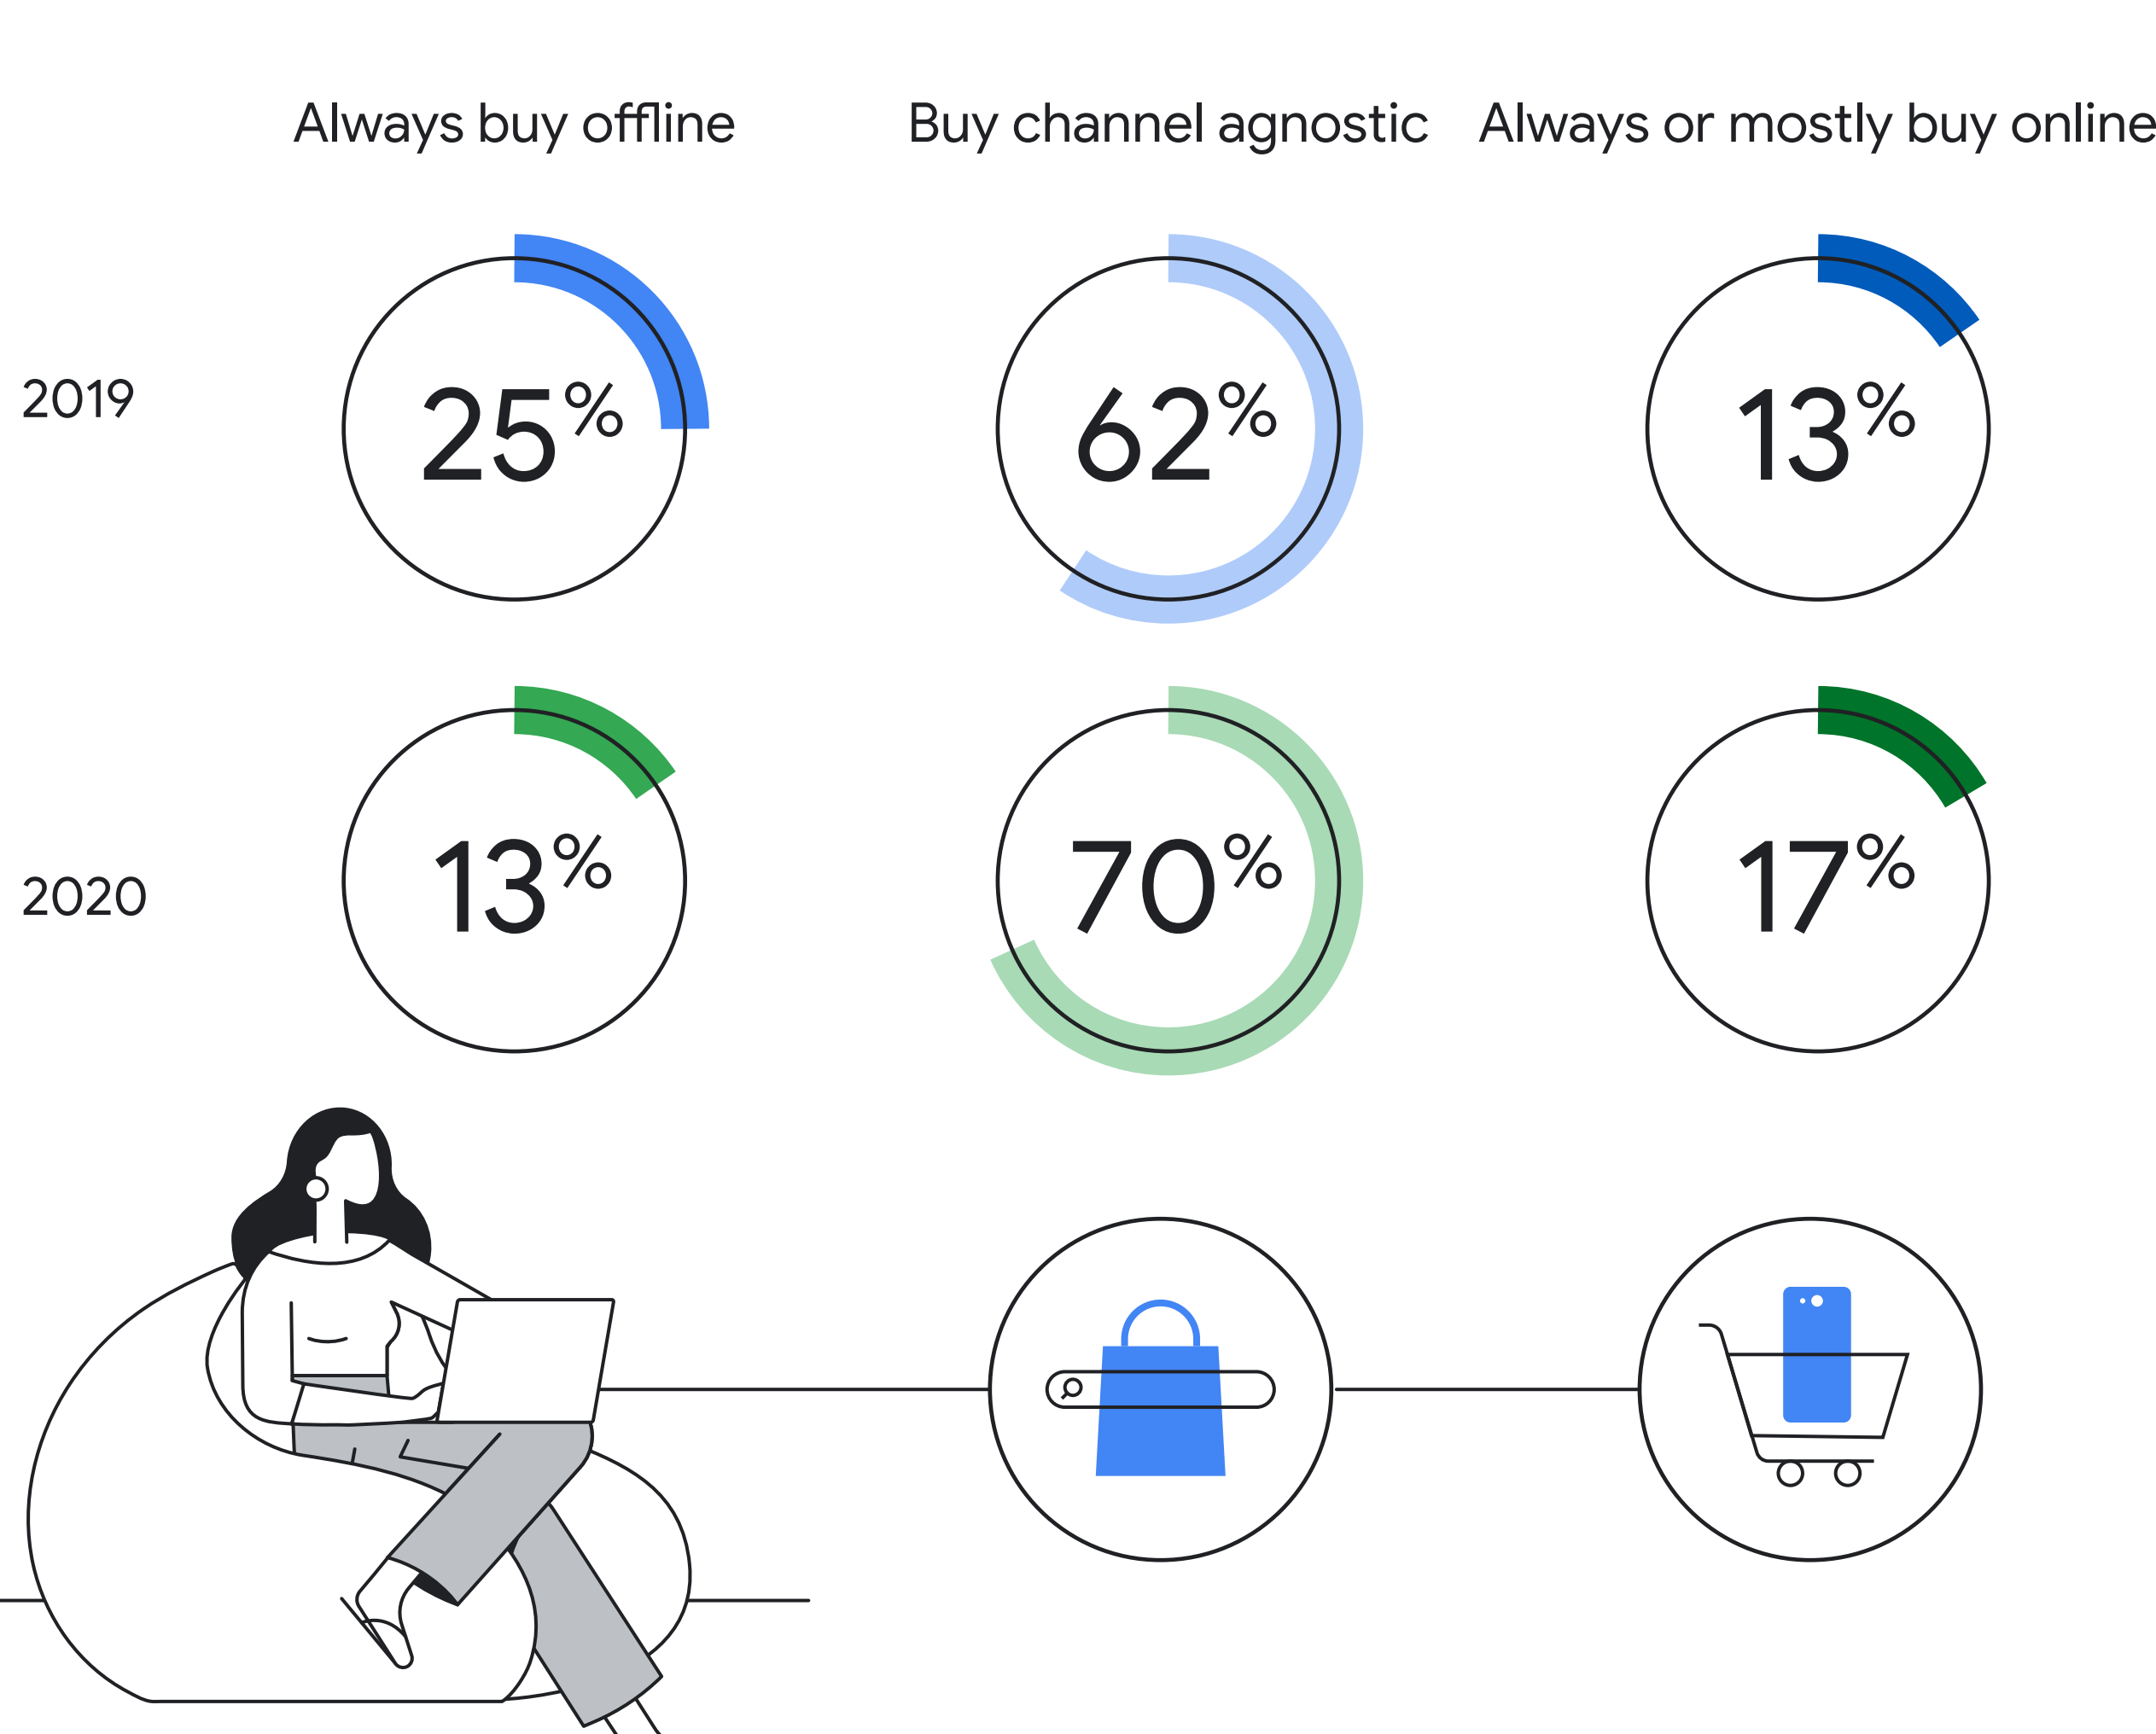 Always buy offline
Buy channel agnostic
Always or mostly buy online
2019
25%
62%
13%
2020
13%
70%
17%